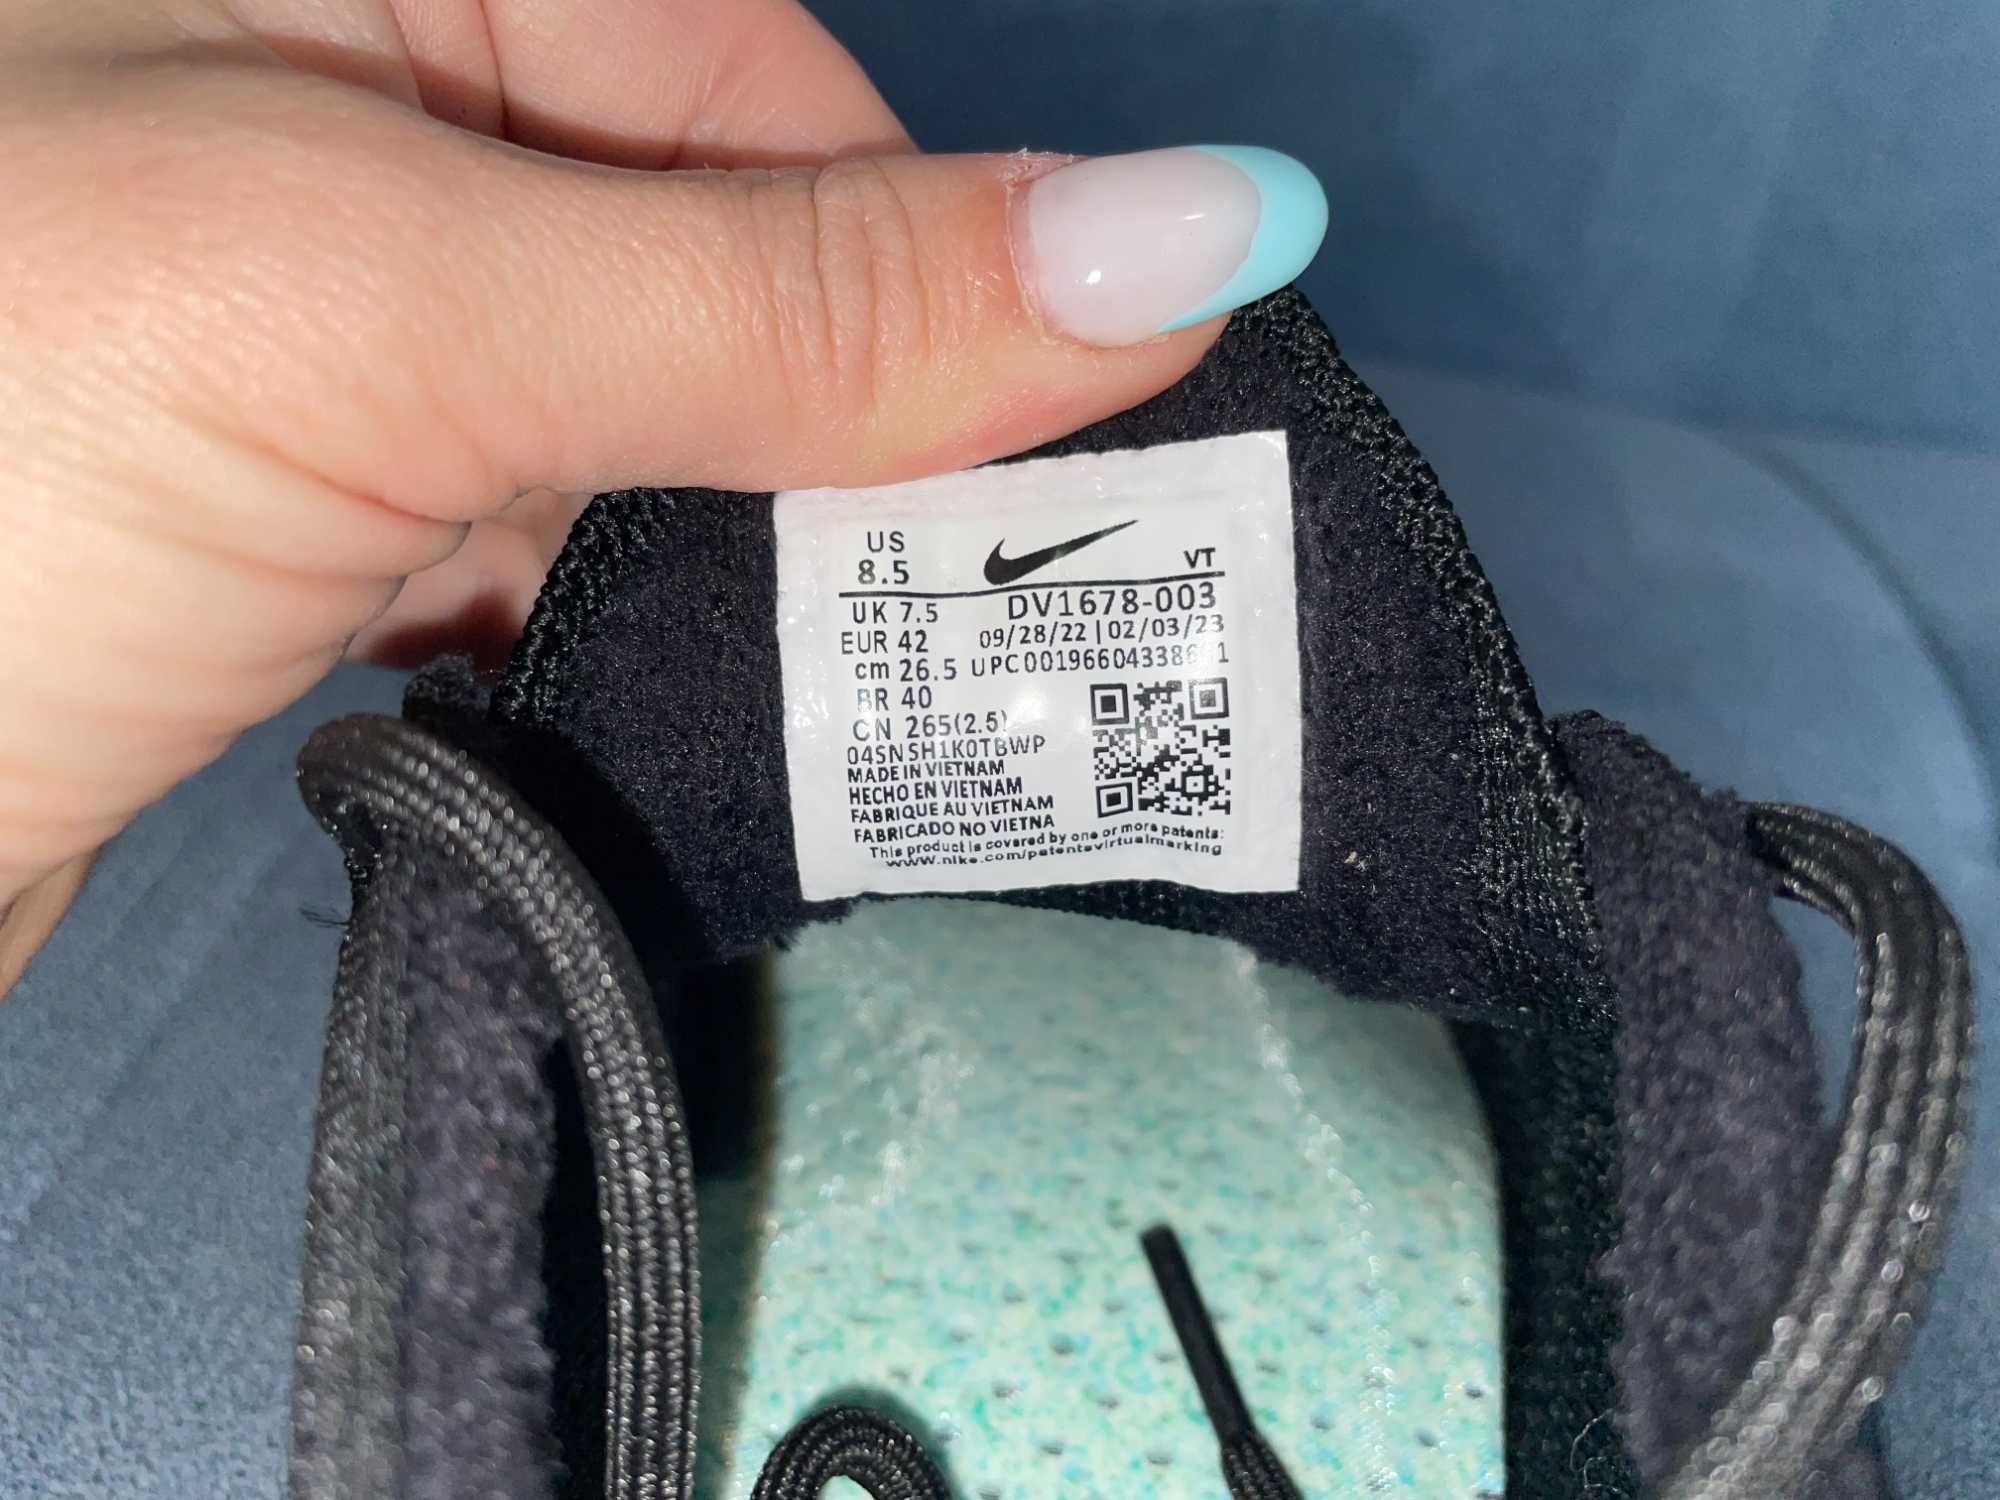 US
8.5
VT
UK 7.5 DV1678-003
EUR 42 09/28/22 | 02/03/23
cm 26.5
BR 40
CN 265(2.5)
04SNSH1K0TBWP
MADE IN VIETNAM
HECHO EN VIETNAM
FABRIQUE AU VIETNAM
FABRICADO NO VIETNA
This product is covered by one or more patents:
www.nike.com/patentsvirtualmarking